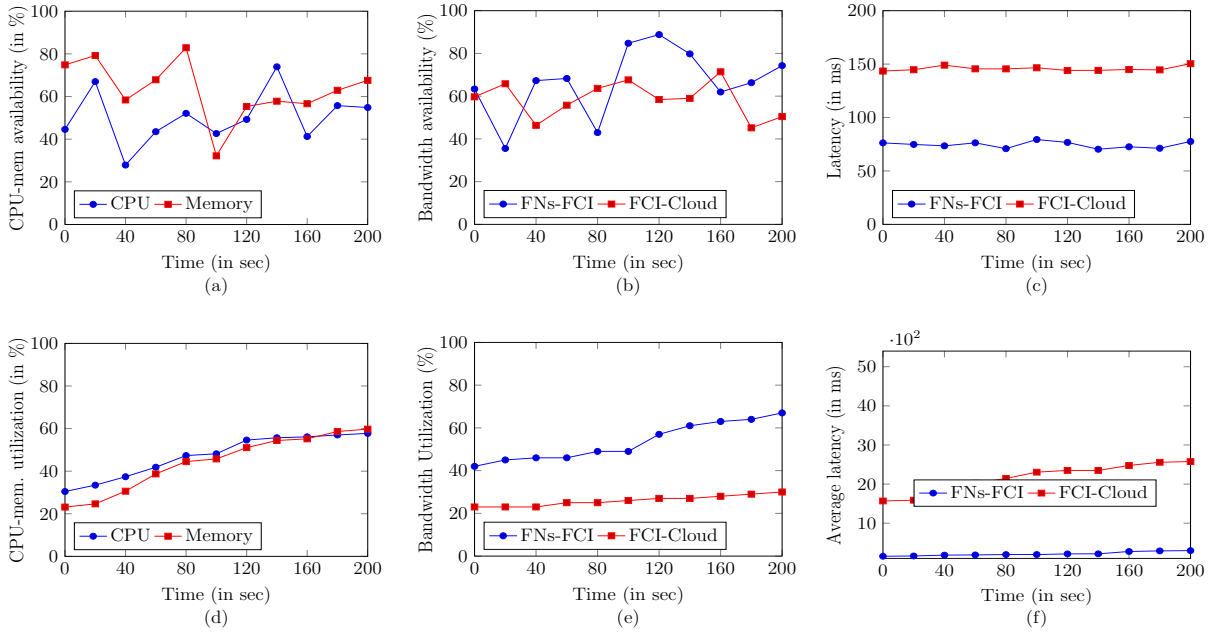 CPU-mem availability (in %)
100
80
60
40
20
0
CPU Memory
0 40 80 120 160 200
Time (in sec)
(a)
Bandwidth availability (%)
100
80
60
40
20
0
FNs-FCI FCI-Cloud
0 40 80 120 160 200
Time (in sec)
(b)
Latency (in ms)
200
150
100
50
0
FNs-FCI FCI-Cloud
0 40 80 120 160 200
Time (in sec)
(c)
CPU-mem. utilization (in %)
100
80
60
40
20
0
CPU Memory
0 40 80 120 160 200
Time (in sec)
(d)
Bandwidth Utilization (%)
100
80
60
40
20
0
FNs-FCI FCI-Cloud
0 40 80 120 160 200
Time (in sec)
(e)
Average latency (in ms)
·10²
50
30
20
10
FNs-FCI FCI-Cloud
0 40 80 120 160 200
Time (in sec)
(f)